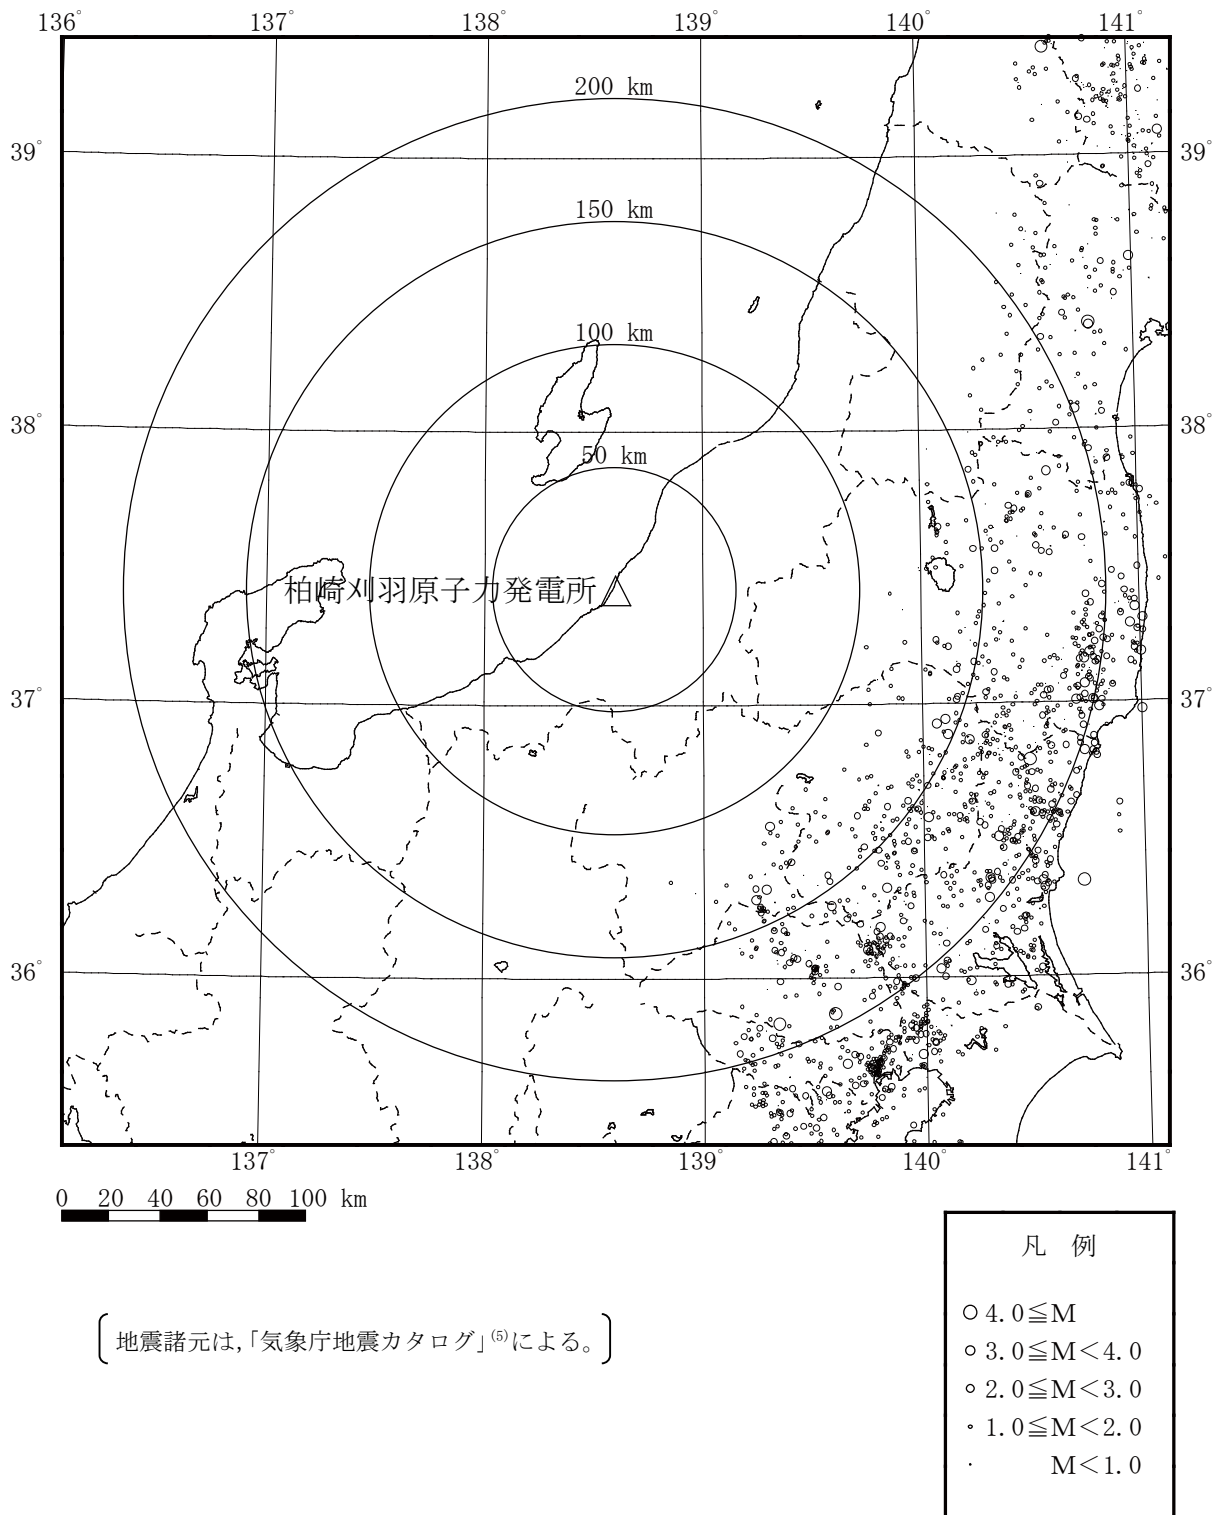 136° 137° 138° 139° 140° 141°
200 km
39° 39°
150 km
100 km
38° 38°
50 km
柏崎刈羽原子力発電所
37° 37°
36° 36°
137° 138° 139° 140° 141°
0 20 40 60 80 100 km
凡 例
4.0≦M
3.0≦M<4.0
2.0≦M<3.0
1.0≦M<2.0
M<1.0
地震諸元は,「気象庁地震カタログ」(5)による。